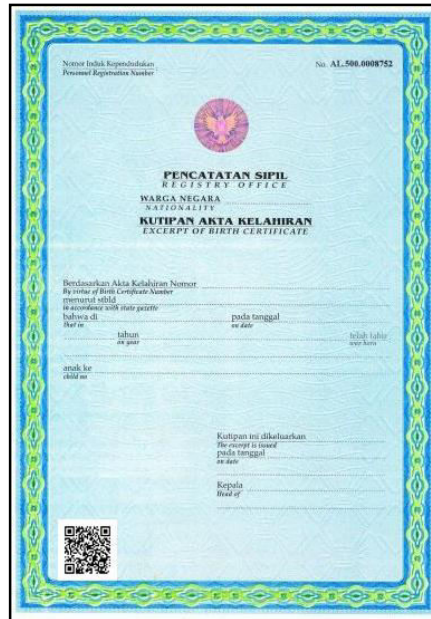 Nomor Induk Kependudukan
No. AL.500.0008752
Personnel Registration Number
PENCATATAN SIPIL
REGISTRY OFFICE
WARGA NEGARA
NATIONALITY
KUTIPAN AKTA KELAHIRAN
EXCERPT OF BIRTH CERTIFICATE
Berdasarkan Akta Kelahiran Nomor
By virtue of Birth Certificate Number
menurut stbld
in accordance with state gazette
bahwa di pada tanggal
that in on date
tahun telah lahir
on year was born
anak ke
child no
Kutipan ini dikeluarkan
The excerpt is issued
pada tanggal
on date
Kepala
Head of